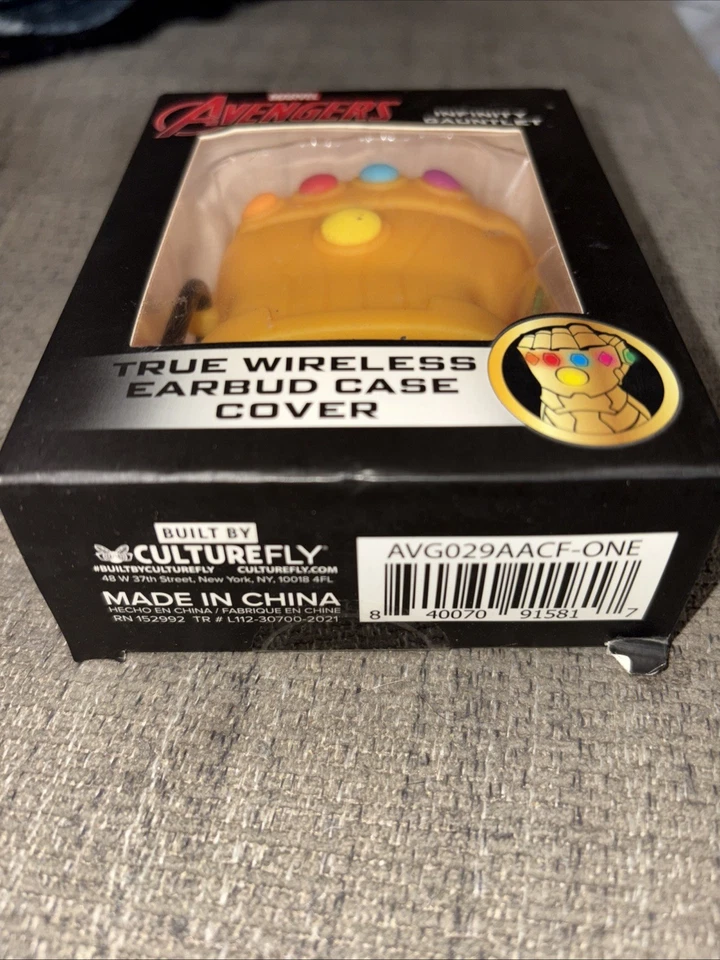 MARVEL
AVENGERS
INFINITY
GAUNTLET
TRUE WIRELESS
EARBUD CASE
COVER
BUILT BY
CULTUREFLY®
#BUILTBYCULTUREFLY CULTUREFLY.COM
48 W 37th Street, New York, NY, 10018 4FL
MADE IN CHINA
HECHO EN CHINA / FABRIQUE EN CHINE
RN 152992 TR # L112-30700-2021
AVG029AACF-ONE
8 40070 91581 7